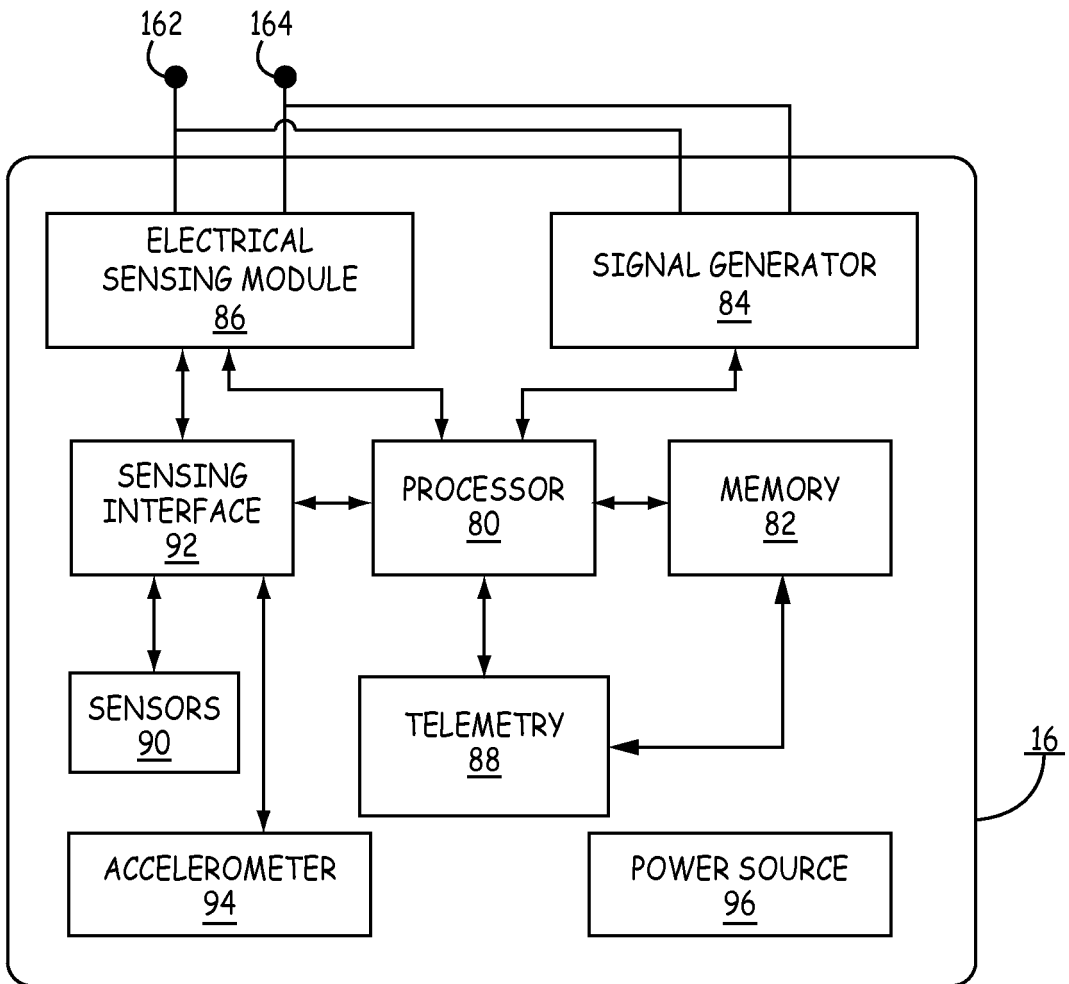 162
164
ELECTRICAL
SENSING MODULE
86
SIGNAL GENERATOR
84
SENSING
INTERFACE
92
PROCESSOR
80
MEMORY
82
SENSORS
90
TELEMETRY
88
16
ACCELEROMETER
94
POWER SOURCE
96